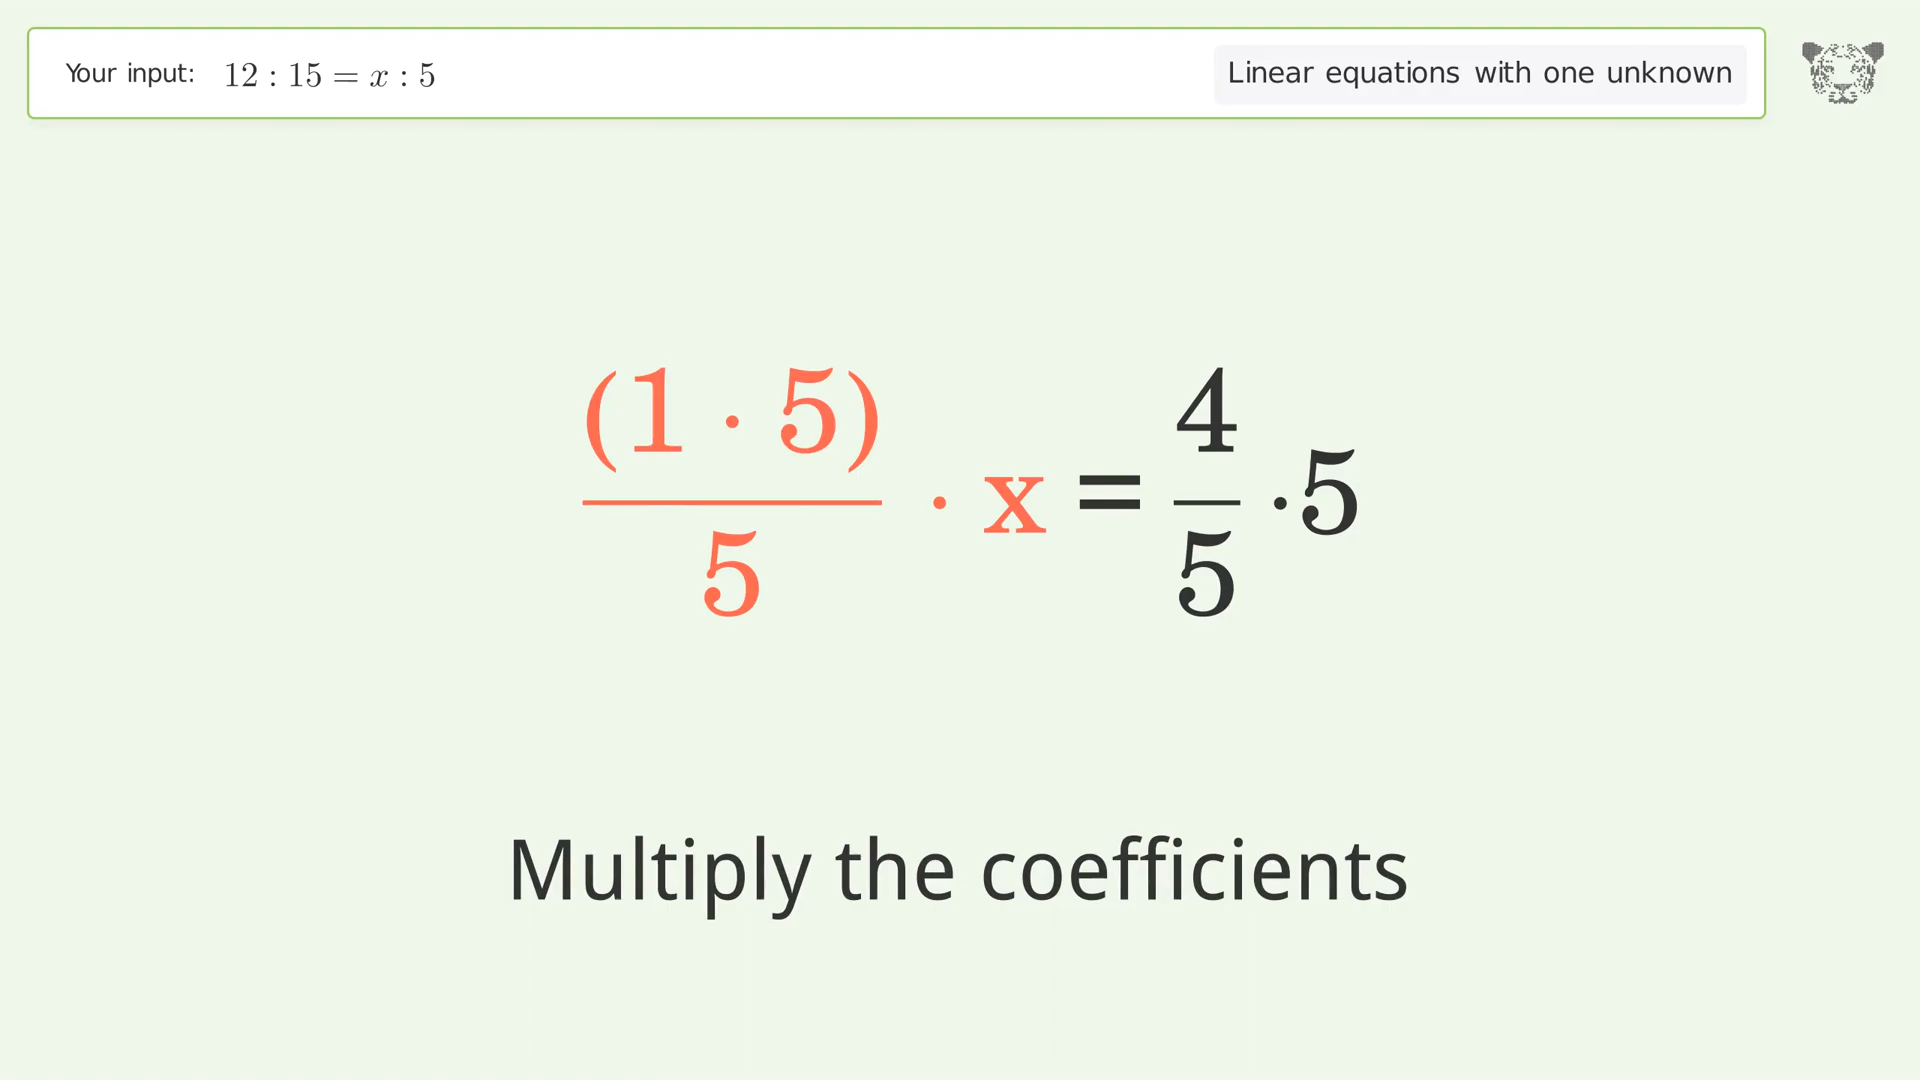 Your input: 12 : 15 = x : 5
Linear equations with one unknown
(1 · 5)/5 · x = 4/5 ·5
Multiply the coefficients